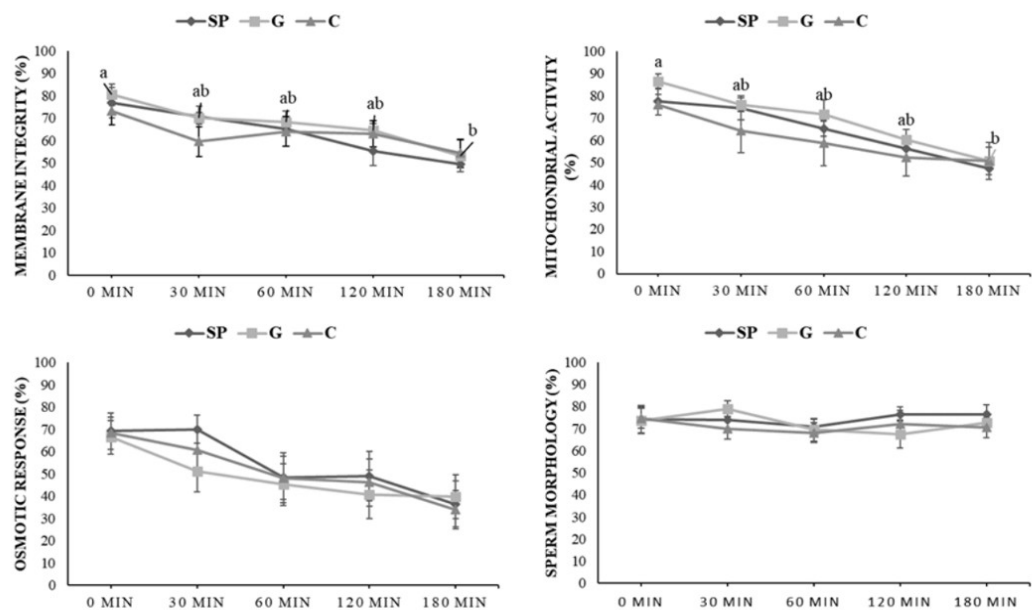 SP G C
MEMBRANE INTEGRITY (%)
100
90
80
70
60
50
40
30
20
10
0
a
ab
ab
ab
b
0 MIN 30 MIN 60 MIN 120 MIN 180 MIN
SP G C
MITOCHONDRIAL ACTIVITY
(%)
100
90
80
70
60
50
40
30
20
10
0
a
ab
ab
ab
b
0 MIN 30 MIN 60 MIN 120 MIN 180 MIN
SP G C
OSMOTIC RESPONSE (%)
100
90
80
70
60
50
40
30
20
10
0
0 MIN 30 MIN 60 MIN 120 MIN 180 MIN
SP G C
SPERM MORPHOLOGY (%)
100
90
80
70
60
50
40
30
20
10
0
0 MIN 30 MIN 60 MIN 120 MIN 180 MIN